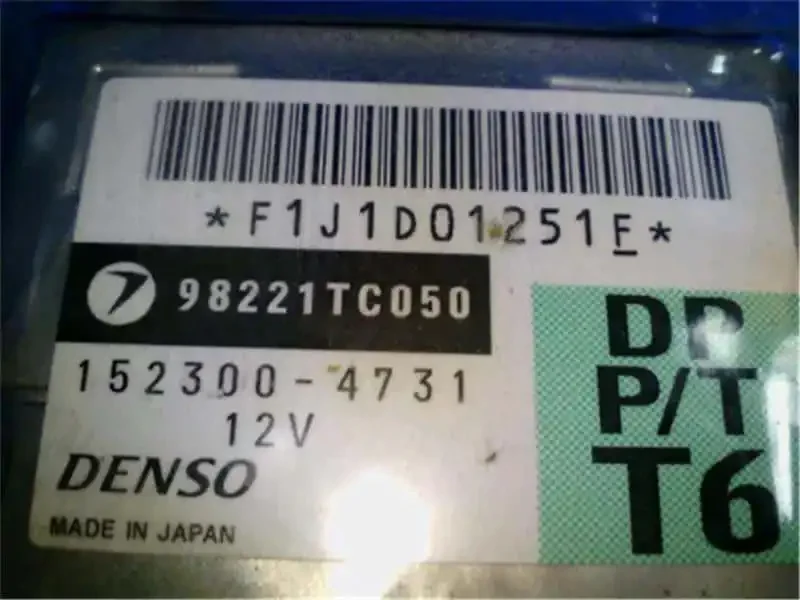 *F1J1D01251F*
98221TC050
152300-4731
12V
DENSO
MADE IN JAPAN
DP
P/T
T6